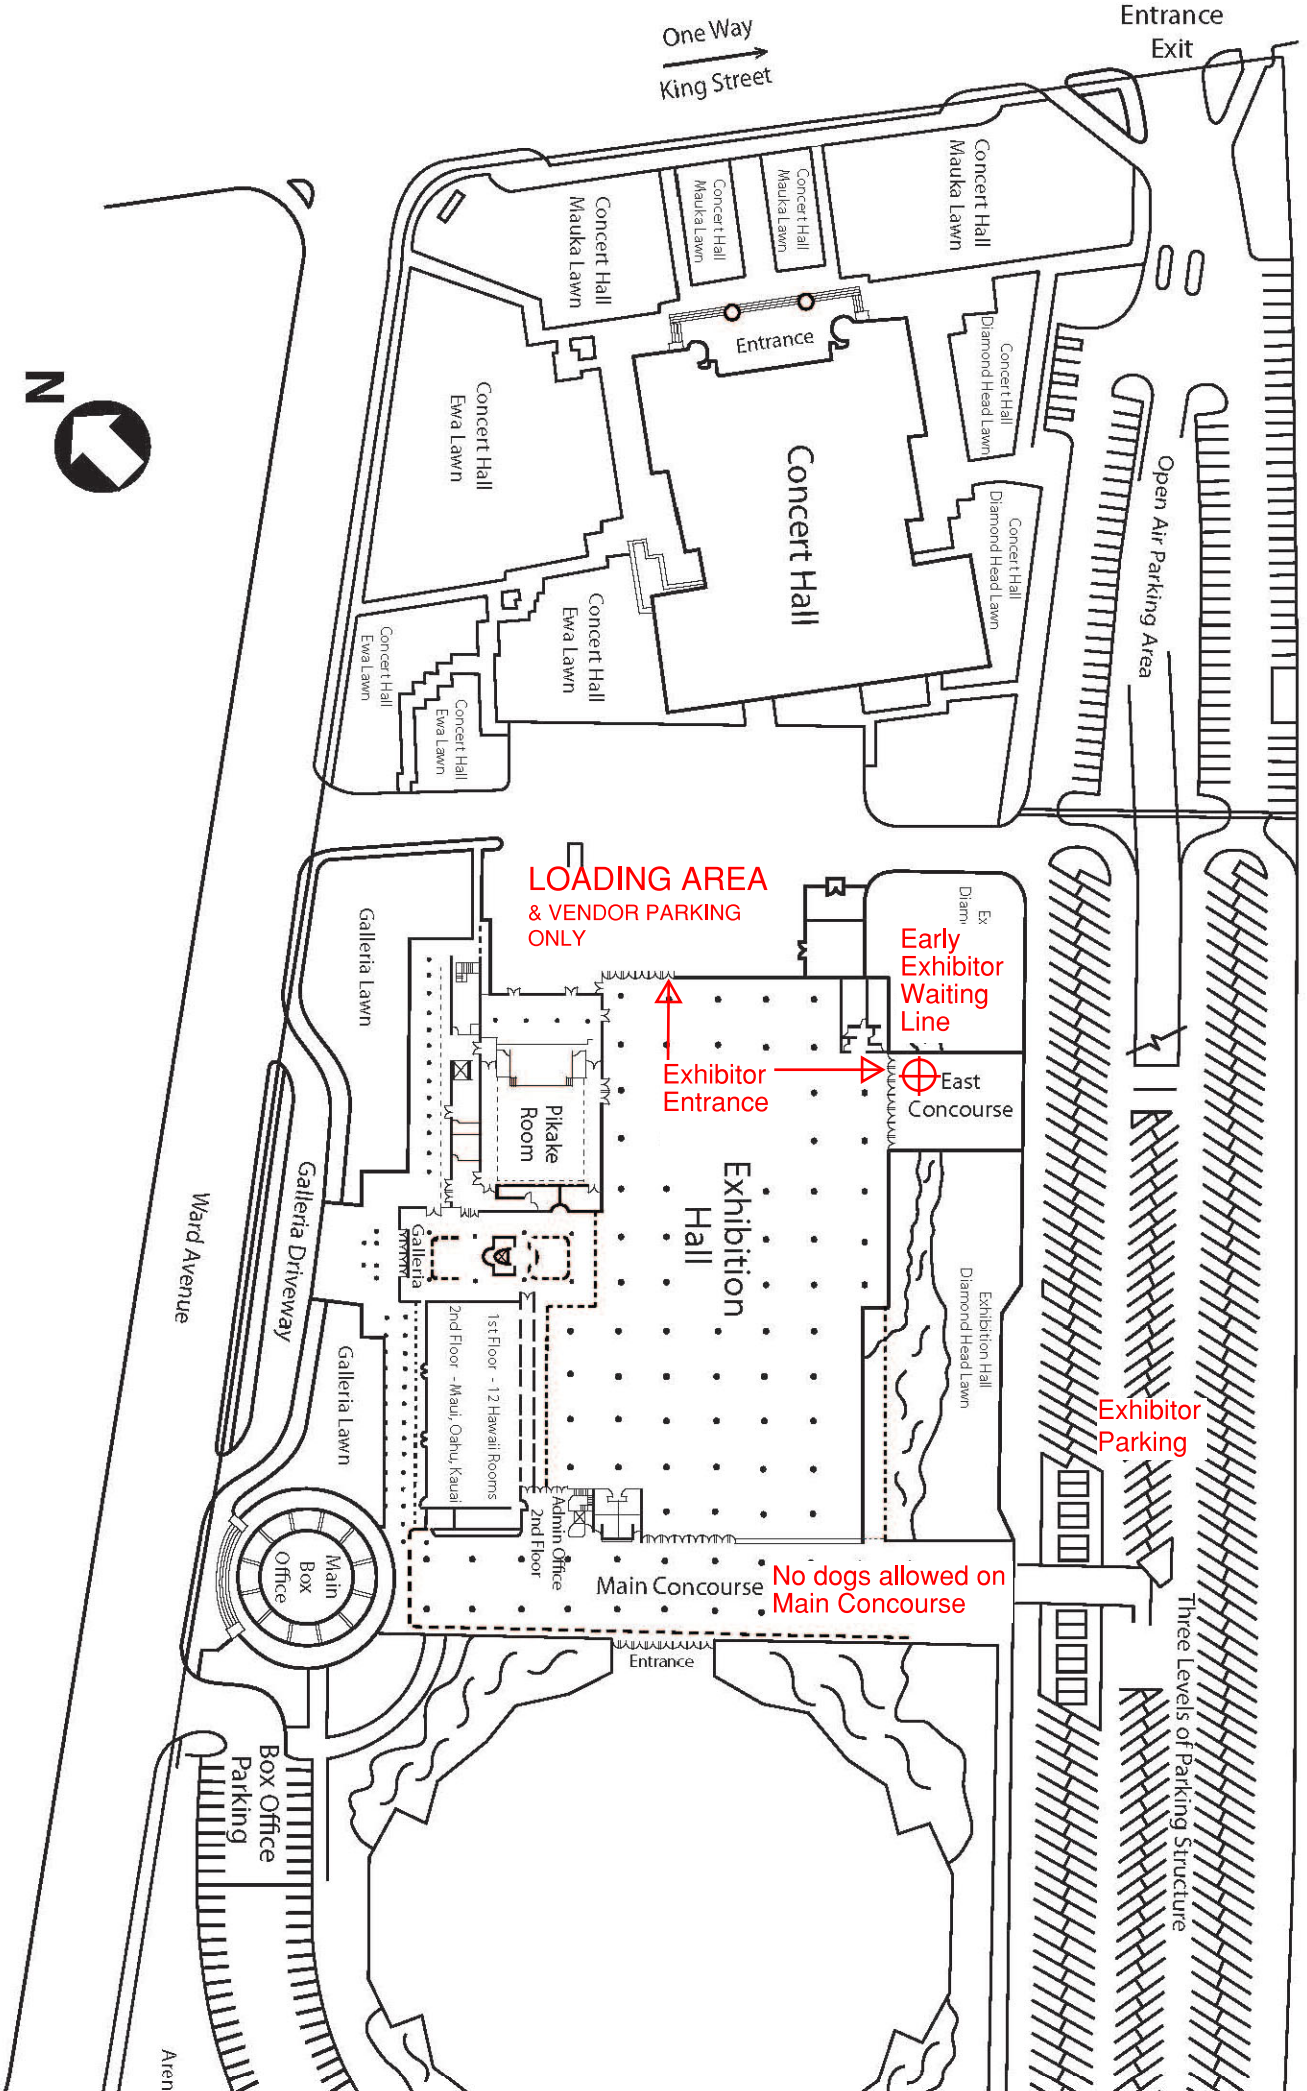 Entrance
Exit
One Way
King Street
Concert Hall
Mauka Lawn
Concert Hall
Mauka Lawn
Concert Hall
Mauka Lawn
Concert Hall
Mauka Lawn
Entrance
Concert Hall
Diamond Head Lawn
N
Concert Hall
Ewa Lawn
Concert Hall
Open Air Parking Area
Concert Hall
Diamond Head Lawn
Concert Hall
Ewa Lawn
Concert Hall
Ewa Lawn
Concert Hall
Ewa Lawn
LOADING AREA
& VENDOR PARKING
ONLY
Ex
Diam
Early
Exhibitor
Waiting
Line
Galleria Lawn
Exhibitor
Entrance
East
Concourse
Pikake
Room
Exhibition
Hall
Ward Avenue
Galleria Driveway
Galleria
Exhibition Hall
Diamond Head Lawn
1st Floor - 12 Hawaii Rooms
2nd Floor - Maui, Oahu, Kauai
Galleria Lawn
Exhibitor
Parking
Admin Office
2nd Floor
Main
Box
Office
Main Concourse
No dogs allowed on
Main Concourse
Three Levels of Parking Structure
Entrance
Box Office
Parking
Aren